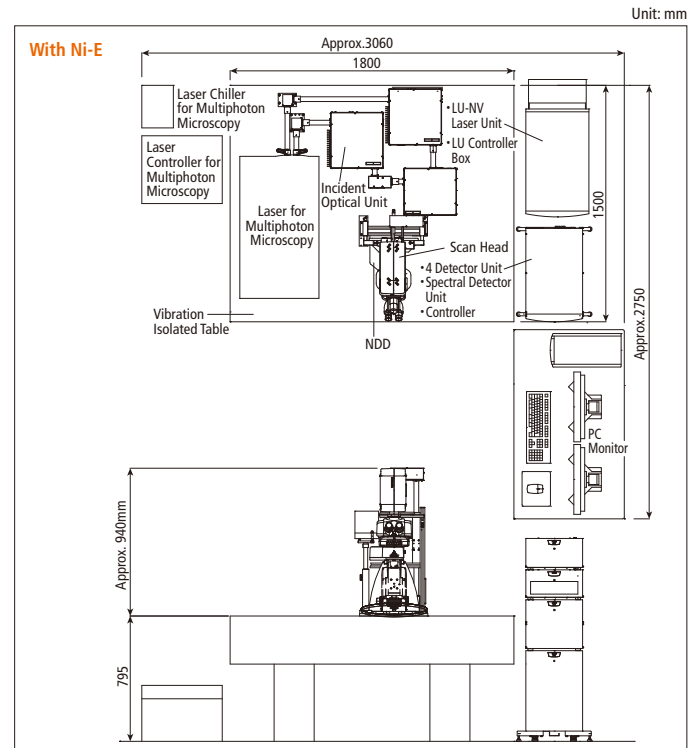 Unit: mm
With Ni-E
Approx.3060
1800
Laser Chiller
for Multiphoton
Microscopy
Laser
Controller for
Multiphoton
Microscopy
•LU-NV
Laser Unit
•LU Controller
Box
Incident
Optical Unit
Laser for
Multiphoton
Microscopy
1500
Scan Head
•4 Detector Unit
•Spectral Detector
Unit
•Controller
Vibration
Isolated Table
NDD
Approx.2750
PC
Monitor
Approx. 940mm
795